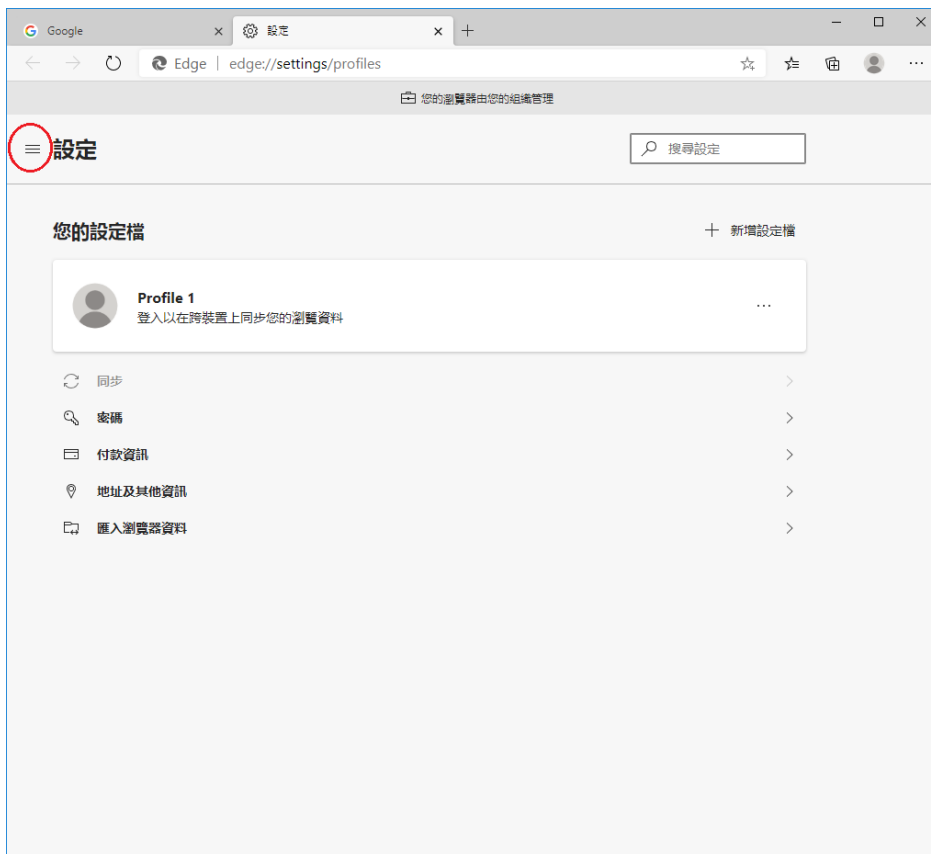 Google
設定
Edge | edge://settings/profiles
您的瀏覽器由您的組織管理
設定
搜尋設定
您的設定檔
新增設定檔
Profile 1
登入以在跨裝置上同步您的瀏覽資料
同步
密碼
付款資訊
地址及其他資訊
匯入瀏覽器資料